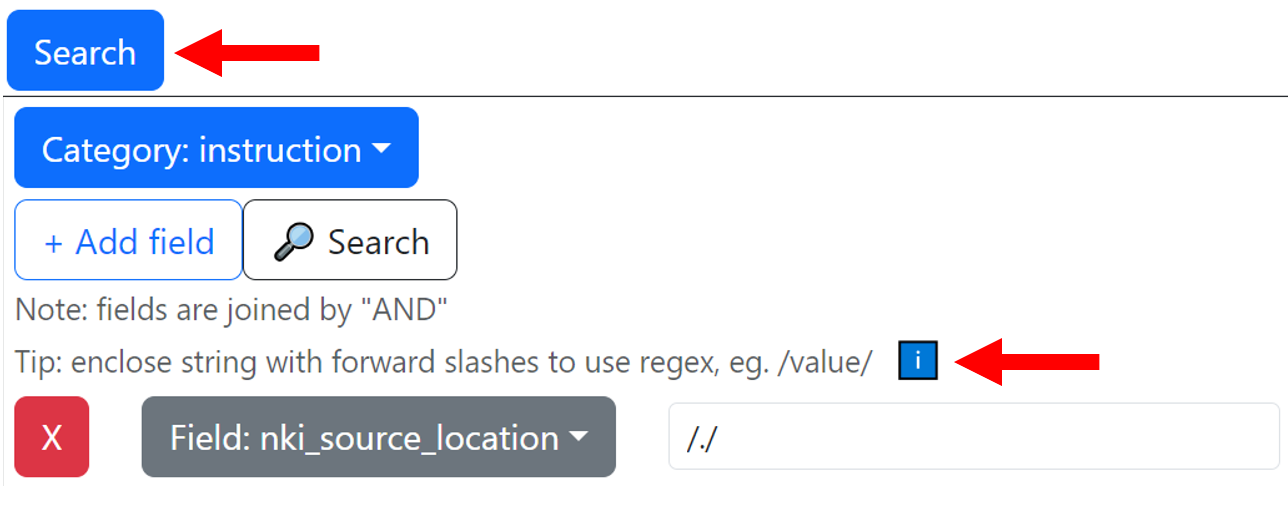 Search
Category: instruction
+ Add field Search
Note: fields are joined by "AND"
Tip: enclose string with forward slashes to use regex, eg. /value/ i
X Field: nki_source_location /./